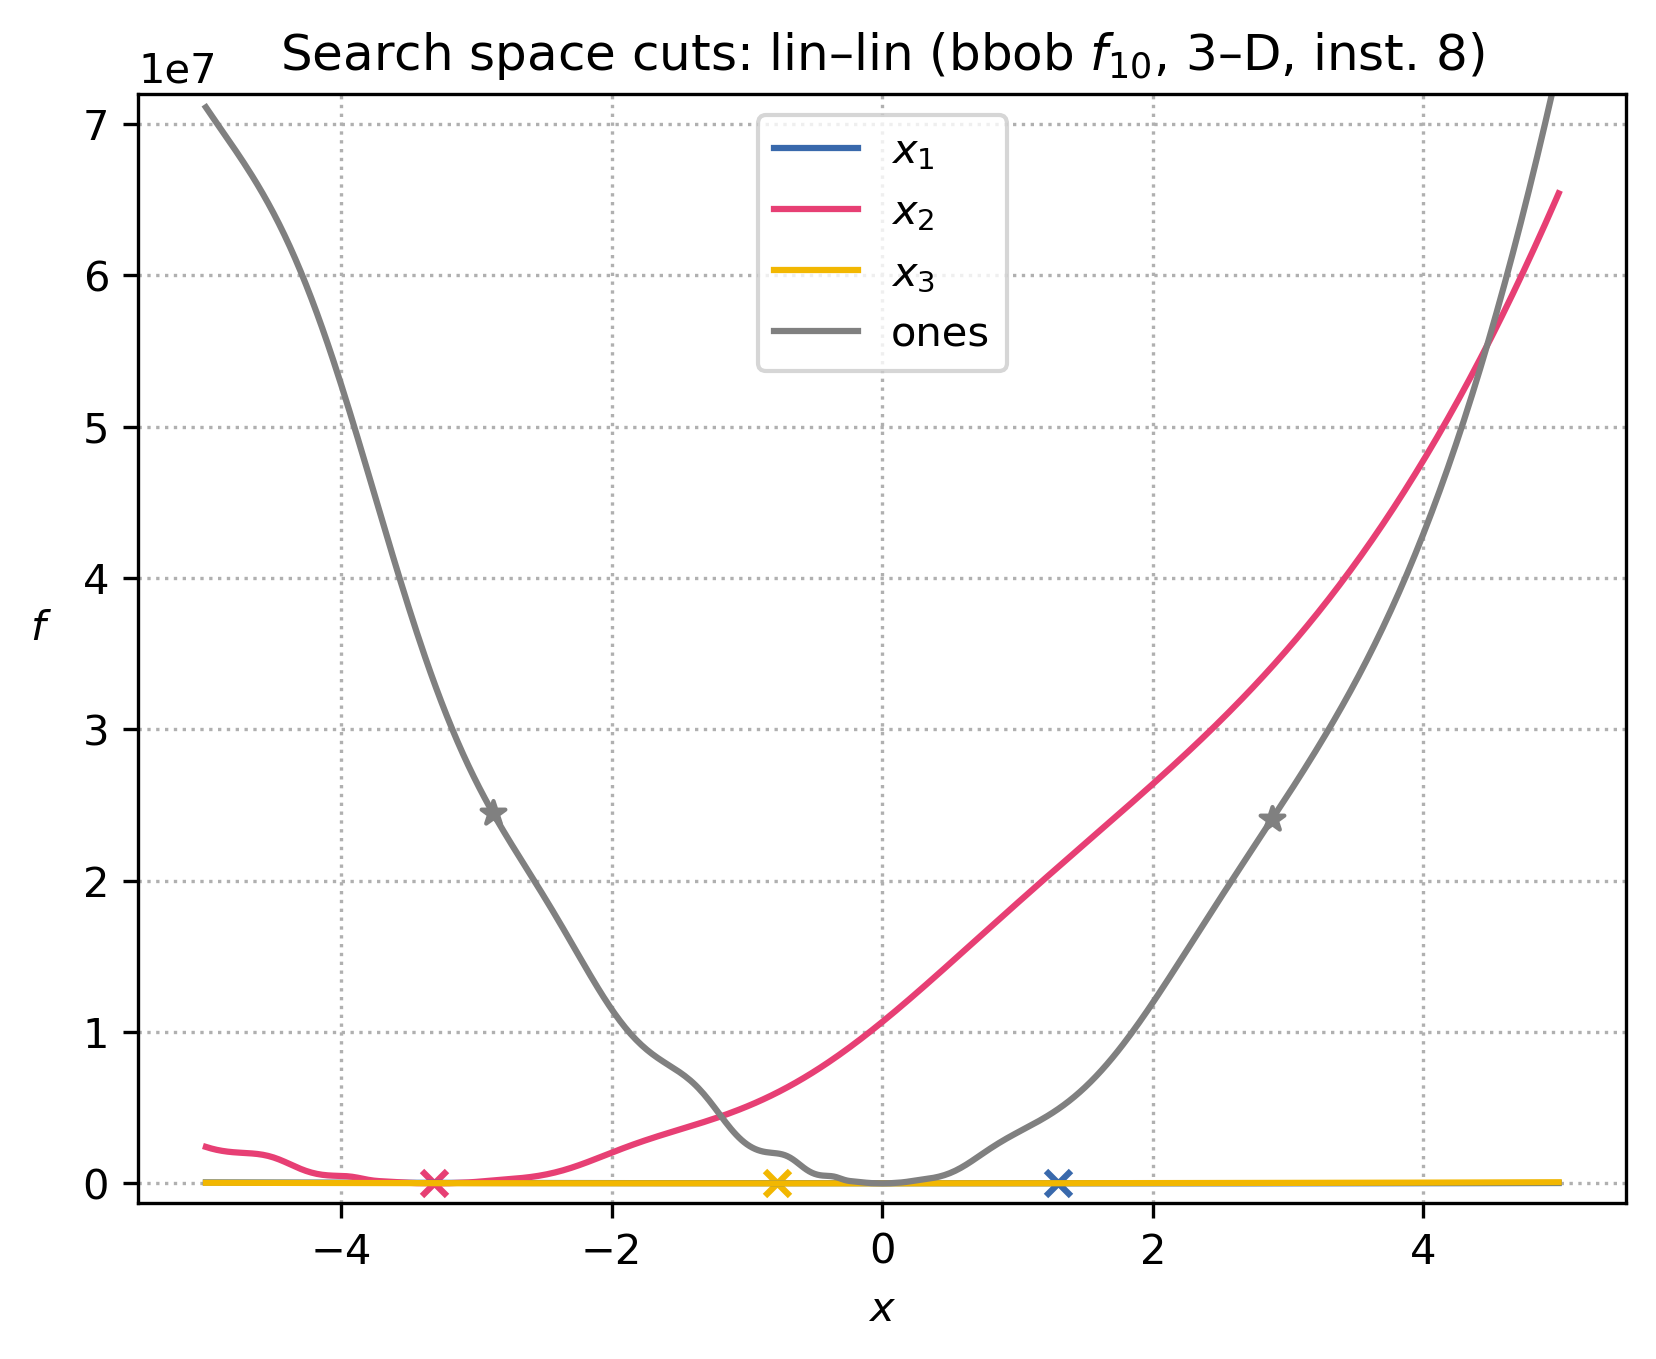 Search space cuts: lin–lin (bbob f₁₀, 3–D, inst. 8)
1e7
7
6
5
4
3
2
1
0
f
x₁
x₂
x₃
ones
−4 −2 0 2 4
x